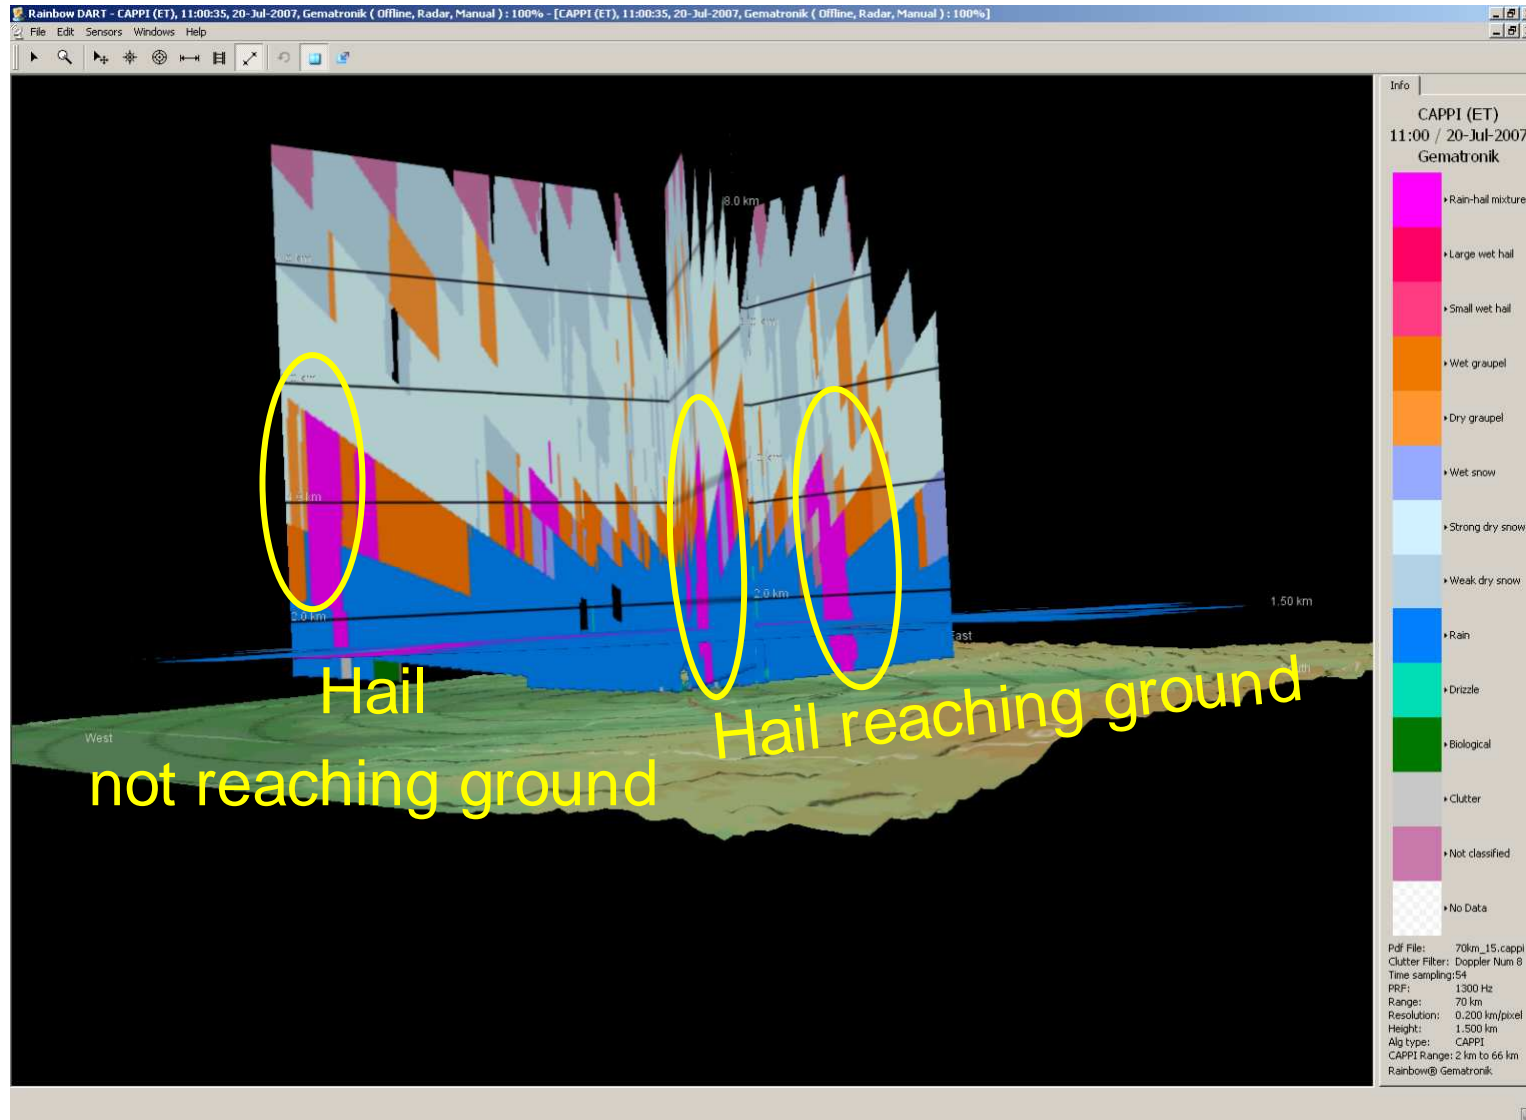 Rainbow DART - CAPPI (ET), 11:00:35, 20-Jul-2007, Gematronik ( Offline, Radar, Manual ) : 100% - [CAPPI (ET), 11:00:35, 20-Jul-2007, Gematronik ( Offline, Radar, Manual ) : 100%]
File Edit Sensors Windows Help
Info
CAPPI (ET)
11:00 / 20-Jul-2007
Gematronik
Rain-hail mixture
Large wet hail
Small wet hail
Wet graupel
Dry graupel
Wet snow
Strong dry snow
Weak dry snow
Rain
Drizzle
Biological
Clutter
Not classified
No Data
Pdf File: 70km_15.cappi
Clutter Filter: Doppler Num 8
Time sampling:54
PRF: 1300 Hz
Range: 70 km
Resolution: 0.200 km/pixel
Height: 1.500 km
Alg type: CAPPI
CAPPI Range: 2 km to 66 km
Rainbow® Gematronik
8.0 km
km
km
2.0 km
2.0 km
1.50 km
East
West
Hail
not reaching ground
Hail reaching ground